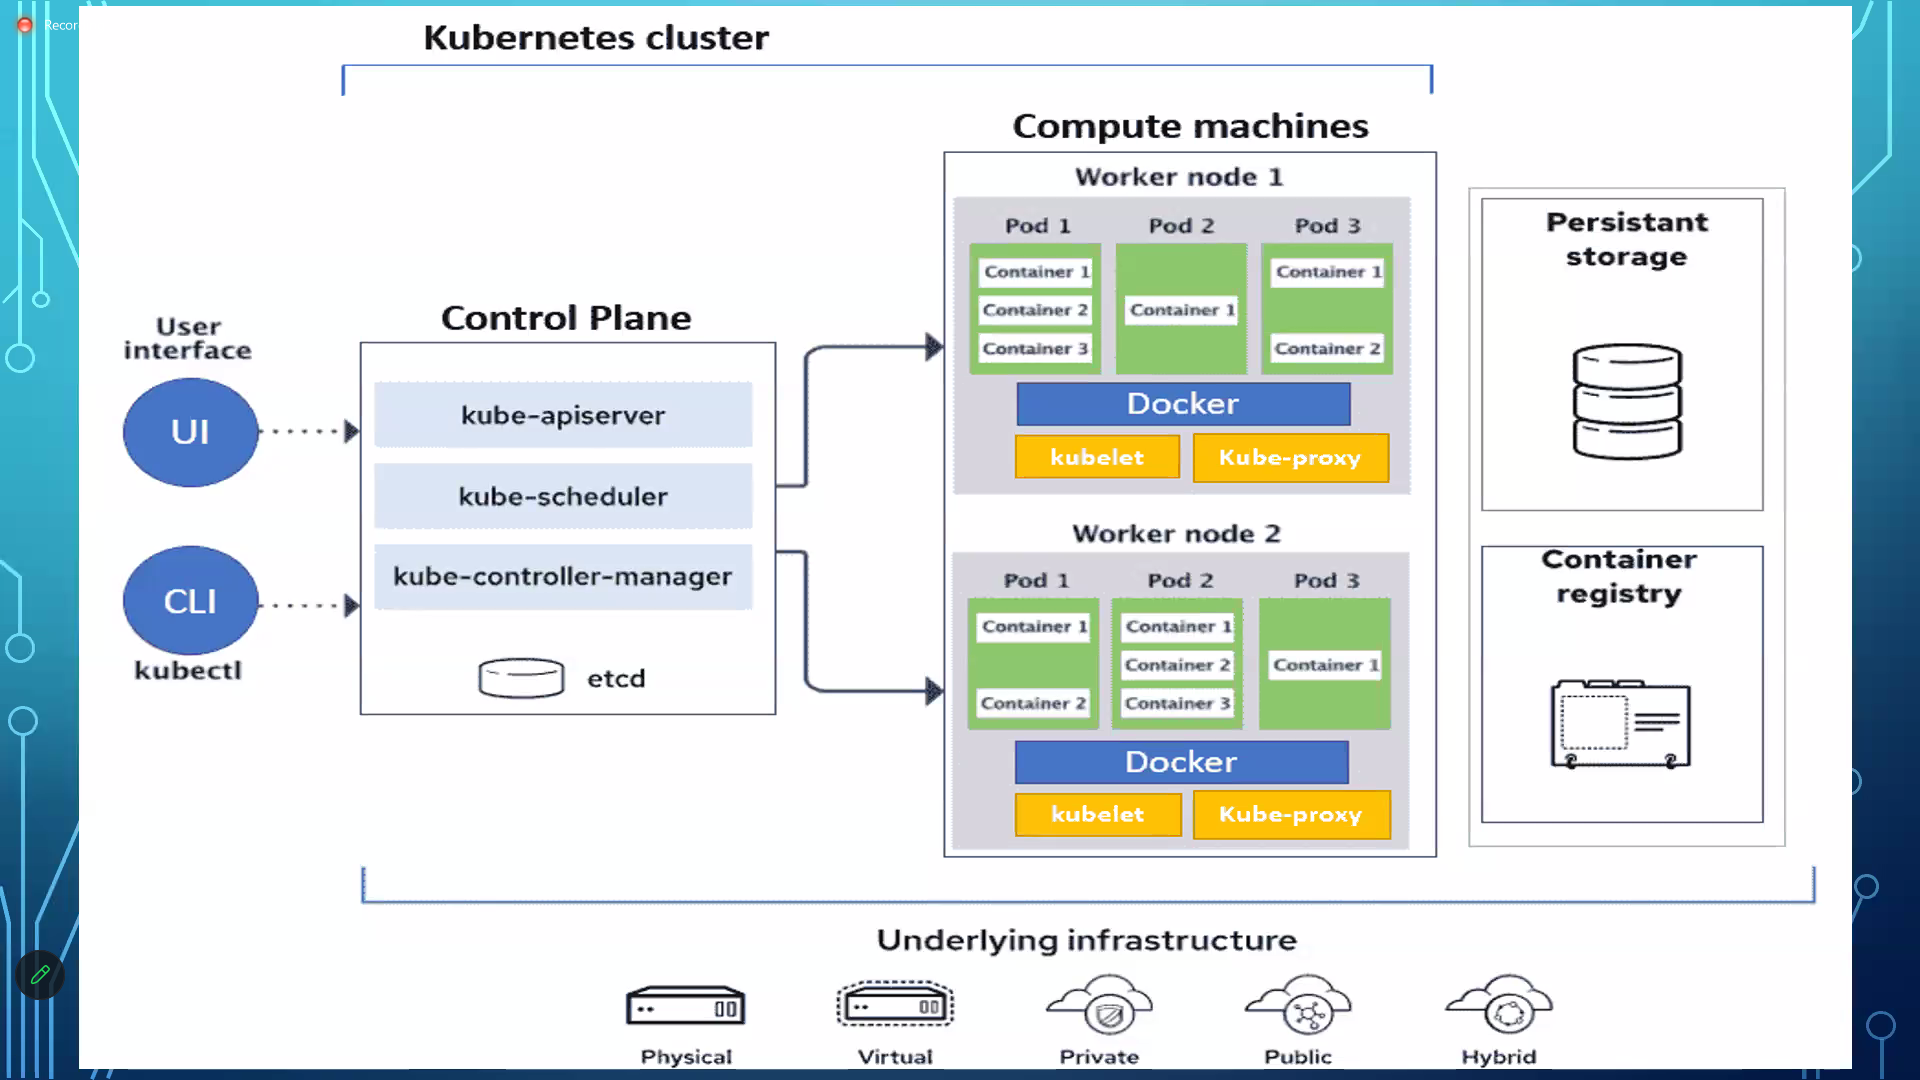 Recor
Kubernetes cluster
Compute machines
Worker node 1
Pod 1 Pod 2 Pod 3
Container 1
Container 2
Container 3
Container 1
Container 1
Container 2
Docker
kubelet Kube-proxy
Worker node 2
Pod 1 Pod 2 Pod 3
Container 1
Container 2
Container 1
Container 2
Container 3
Container 1
Docker
kubelet Kube-proxy
Control Plane
kube-apiserver
kube-scheduler
kube-controller-manager
etcd
User
interface
UI
CLI
kubectl
Persistant
storage
Container
registry
Underlying infrastructure
Physical Virtual Private Public Hybrid